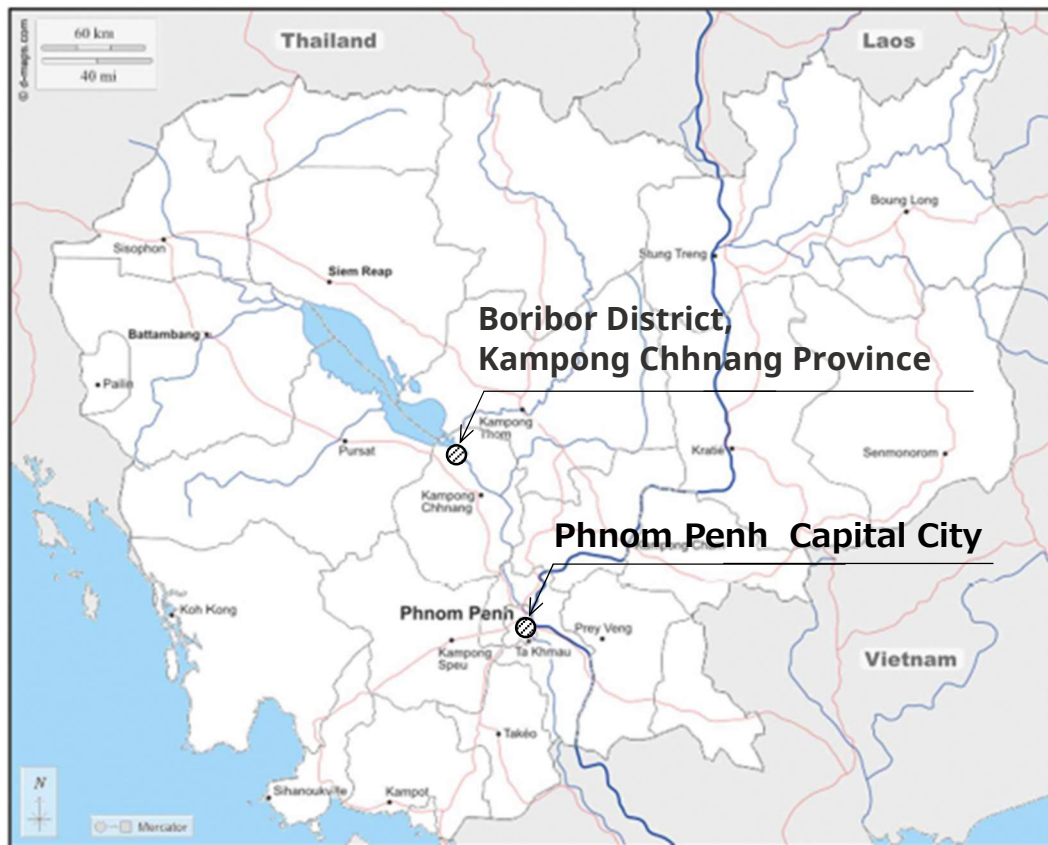 © d-maps.com
60 km
40 mi
Thailand
Laos
Boung Long
Sisophon
Stung Treng
Siem Reap
Boribor District,
Kampong Chhnang Province
Battambang
Pailin
Kampong
Thom
Pursat
Kratié
Senmonorom
Kampong
Chhnang
Phnom Penh Capital City
Koh Kong
Phnom Penh
Prey Veng
Kampong
Speu
Ta Khmau
Vietnam
Takéo
N
Sihanoukville
Kampot
Mercator